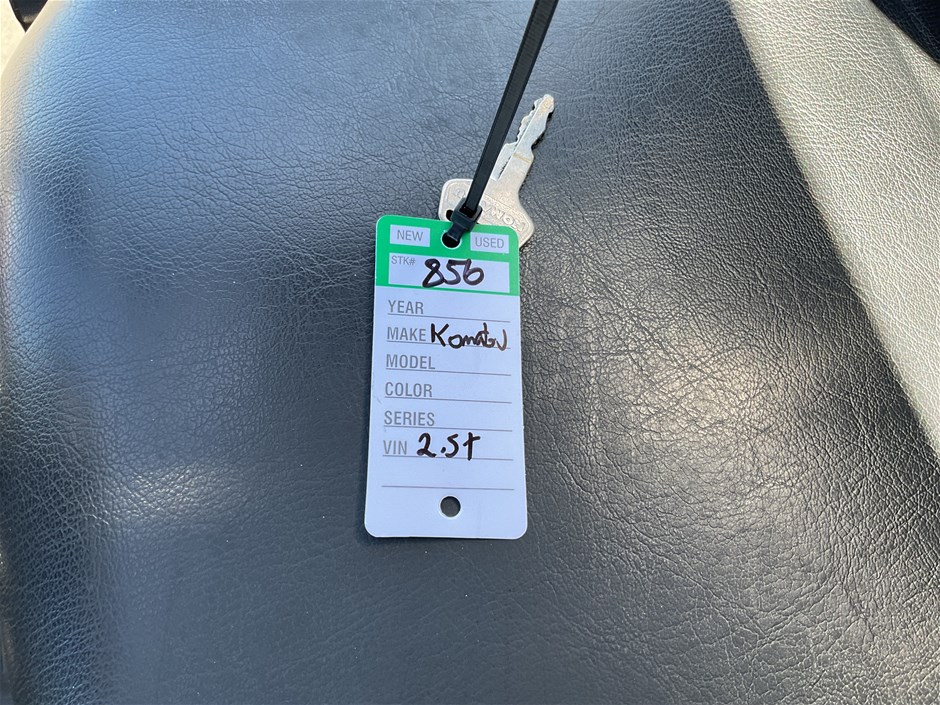 NEW USED
STK# 856
YEAR
MAKE Komatsu
MODEL
COLOR
SERIES
VIN 2.5t